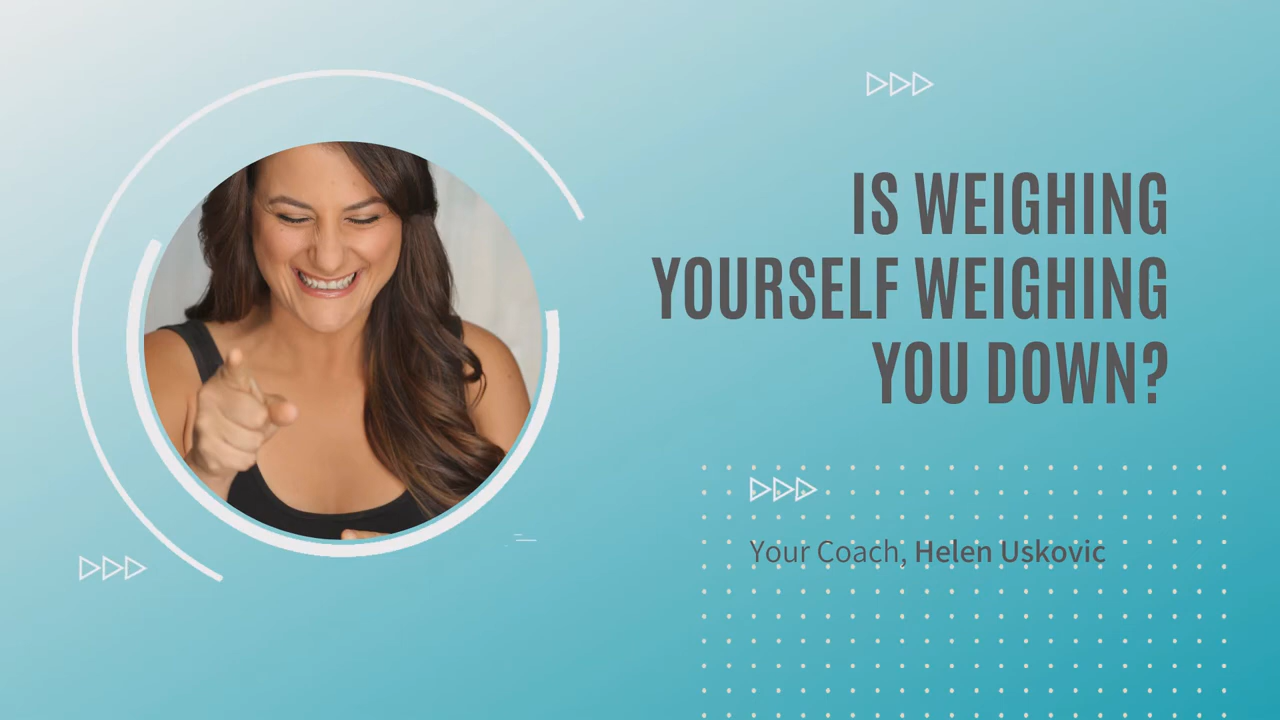 IS WEIGHING
YOURSELF WEIGHING
YOU DOWN?
Your Coach, Helen Uskovic